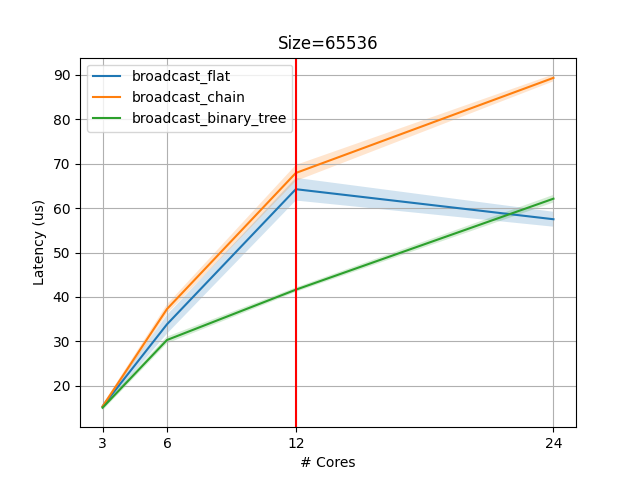 Size=65536
broadcast_flat
broadcast_chain
broadcast_binary_tree
Latency (us)
90
80
70
60
50
40
30
20
3 6 12 24
# Cores